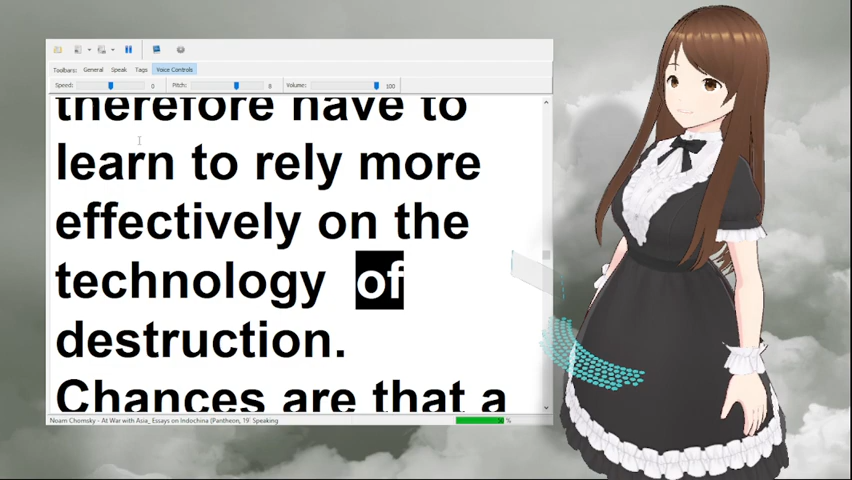 Toolbars: General Speak Tags Voice Controls
Speed: 0 Pitch: 8 Volume: 100
therefore have to
learn to rely more
effectively on the
technology of
destruction.
Chances are that a
Noam Chomsky - At War with Asia_ Essays on Indochina (Pantheon, 19 Speaking %